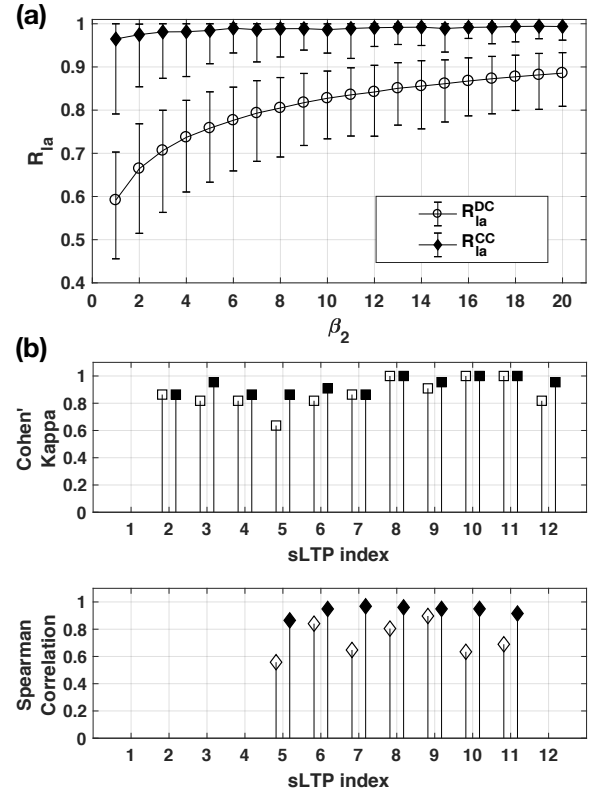 (a)
1
0.9
0.8
0.7
0.6
0.5
0.4
R_la
0 2 4 6 8 10 12 14 16 18 20
β_2
R_la^DC
R_la^CC
(b)
1
0.8
0.6
0.4
0.2
0
Cohen'
Kappa
1 2 3 4 5 6 7 8 9 10 11 12
sLTP index
1
0.8
0.6
0.4
0.2
0
Spearman
Correlation
1 2 3 4 5 6 7 8 9 10 11 12
sLTP index